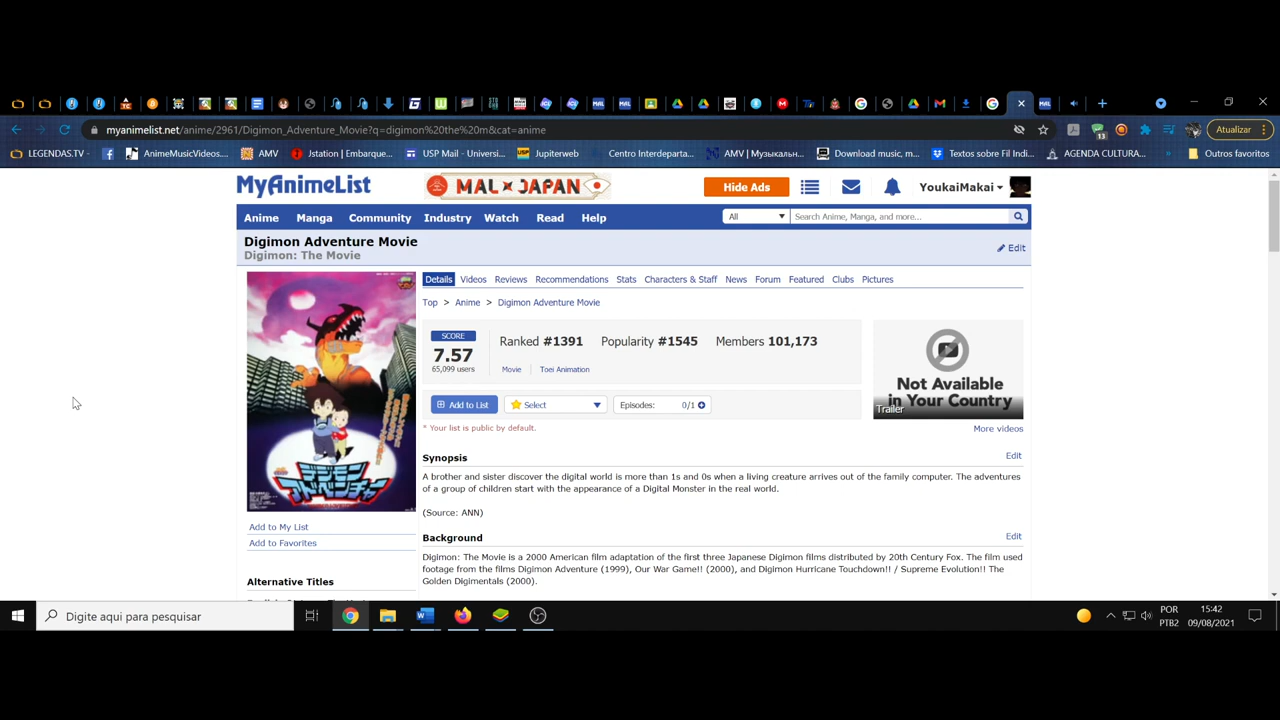 myanimelist.net/anime/2961/Digimon_Adventure_Movie?q=digimon%20the%20m&cat=anime
Atualizar
LEGENDAS.TV -
AnimeMusicVideos...
AMV
Jstation | Embarque...
USP Mail - Universi...
Jupiterweb
Centro Interdeparta...
AMV | Музыкальн...
Download music, m...
Textos sobre Fil Indi...
AGENDA CULTURA...
»
Outros favoritos
MyAnimeList
MAL×JAPAN
Hide Ads
YoukaiMakai
Anime Manga Community Industry Watch Read Help
All
Search Anime, Manga, and more...
Digimon Adventure Movie
Digimon: The Movie
Edit
Details Videos Reviews Recommendations Stats Characters & Staff News Forum Featured Clubs Pictures
Top > Anime > Digimon Adventure Movie
SCORE
7.57
65,099 users
Ranked #1391 Popularity #1545 Members 101,173
Movie Toei Animation
Not Available
in Your Country
Trailer
Add to List
Select
Episodes: 0/1
More videos
* Your list is public by default.
Synopsis
Edit
A brother and sister discover the digital world is more than 1s and 0s when a living creature arrives out of the family computer. The adventures
of a group of children start with the appearance of a Digital Monster in the real world.
(Source: ANN)
Background
Edit
Digimon: The Movie is a 2000 American film adaptation of the first three Japanese Digimon films distributed by 20th Century Fox. The film used
footage from the films Digimon Adventure (1999), Our War Game!! (2000), and Digimon Hurricane Touchdown!! / Supreme Evolution!! The
Golden Digimentals (2000).
デジモン
アドベンチャー
Add to My List
Add to Favorites
Alternative Titles
Digite aqui para pesquisar
POR
PTB2
15:42
09/08/2021